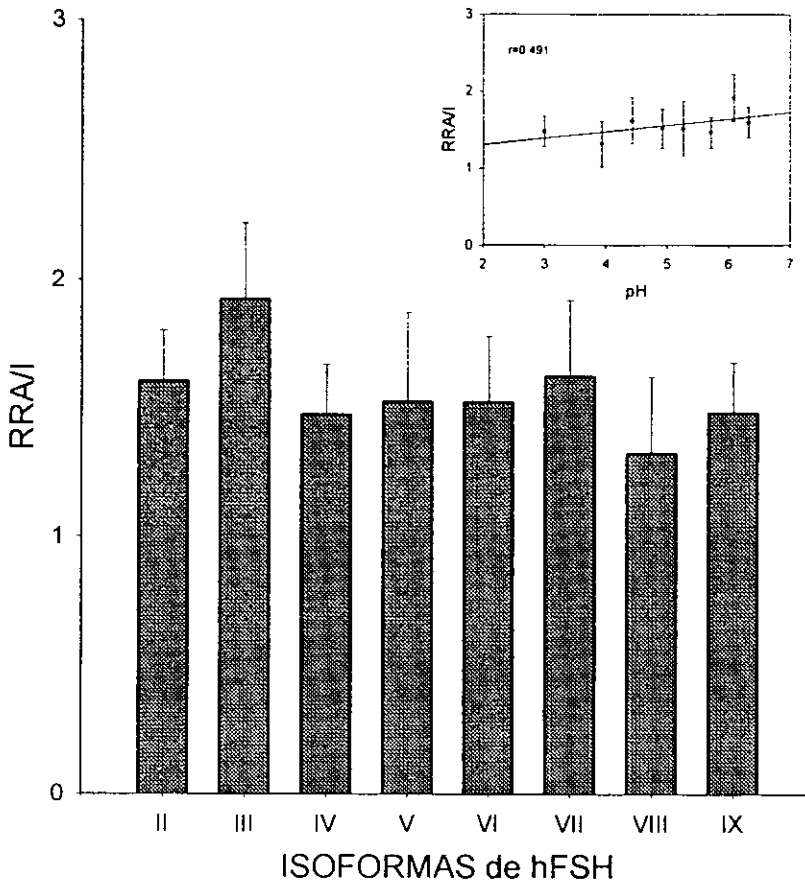 3
2
1
0
RRA/I
II III IV V VI VII VIII IX
ISOFORMAS de hFSH
r=0.491
3
2
1
0
RRA/I
2 3 4 5 6 7
pH